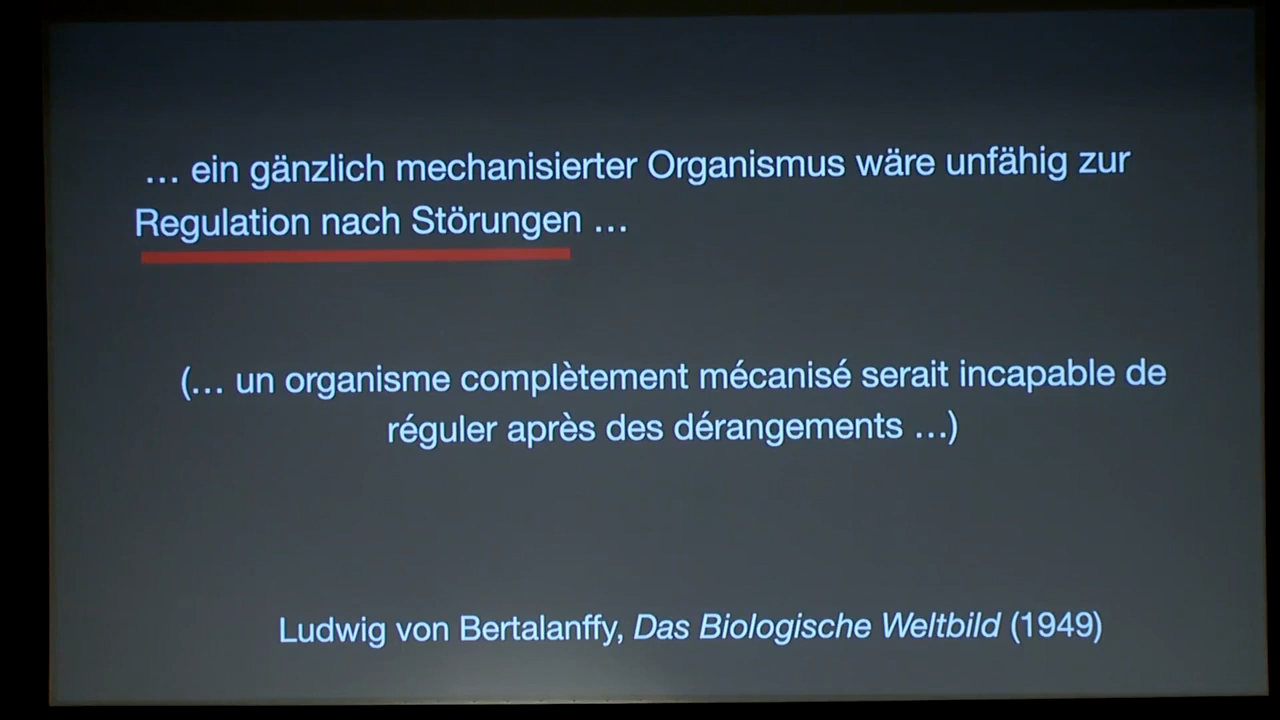 … ein gänzlich mechanisierter Organismus wäre unfähig zur
Regulation nach Störungen …
(… un organisme complètement mécanisé serait incapable de
réguler après des dérangements …)
Ludwig von Bertalanffy, Das Biologische Weltbild (1949)